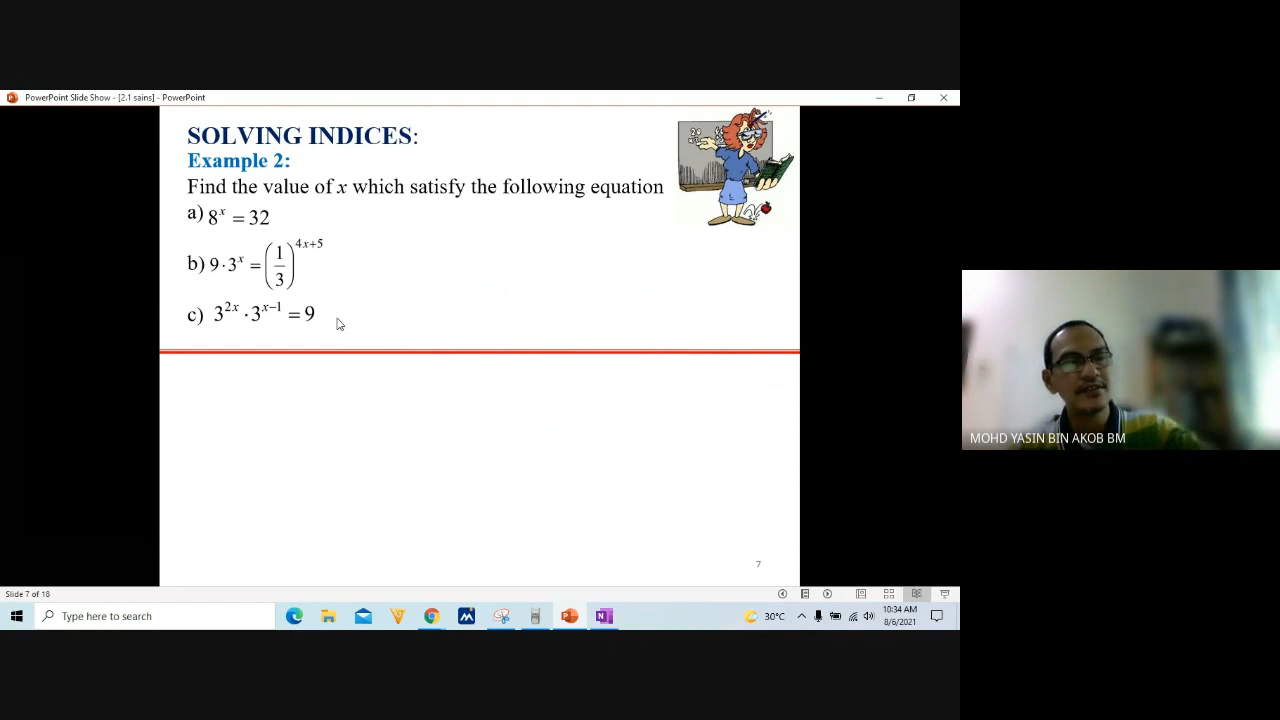 PowerPoint Slide Show - [2.1 sains] - PowerPoint
SOLVING INDICES:
Example 2:
Find the value of x which satisfy the following equation
a) 8^x = 32
b) 9·3^x = (1/3)^(4x+5)
c) 3^(2x) · 3^(x−1) = 9
MOHD YASIN BIN AKOB BM
7
Slide 7 of 18
Type here to search
30°C
10:34 AM
8/6/2021